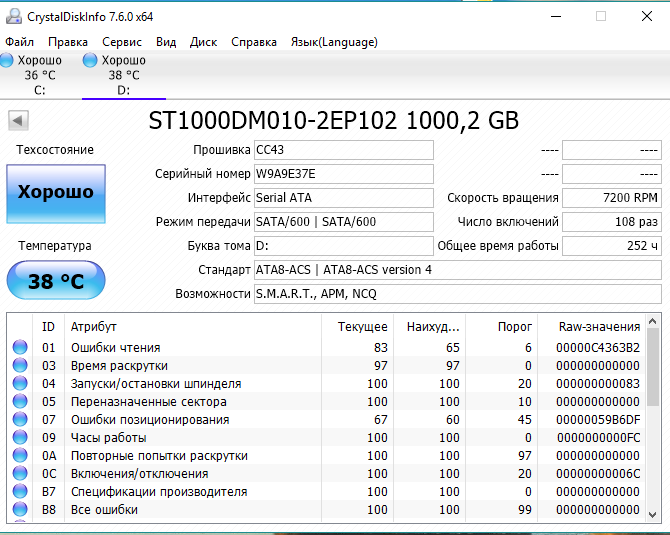 CrystalDiskInfo 7.6.0 x64
Файл Правка Сервис Вид Диск Справка Язык(Language)
Хорошо Хорошо
36 °C 38 °C
C: D:
ST1000DM010-2EP102 1000,2 GB
Техсостояние
Хорошо
Температура
38 °C
Прошивка CC43 ---- ----
Серийный номер W9A9E37E ---- ----
Интерфейс Serial ATA Скорость вращения 7200 RPM
Режим передачи SATA/600 | SATA/600 Число включений 108 раз
Буква тома D: Общее время работы 252 ч
Стандарт ATA8-ACS | ATA8-ACS version 4
Возможности S.M.A.R.T., APM, NCQ
ID Атрибут Текущее Наихуд... Порог Raw-значения
01 Ошибки чтения 83 65 6 00000C4363B2
03 Время раскрутки 97 97 0 000000000000
04 Запуски/остановки шпинделя 100 100 20 000000000083
05 Переназначенные сектора 100 100 10 000000000000
07 Ошибки позиционирования 67 60 45 00000059B6DF
09 Часы работы 100 100 0 0000000000FC
0A Повторные попытки раскрутки 100 100 97 000000000000
0C Включения/отключения 100 100 20 00000000006C
B7 Спецификации производителя 100 100 0 000000000000
B8 Все ошибки 100 100 99 000000000000